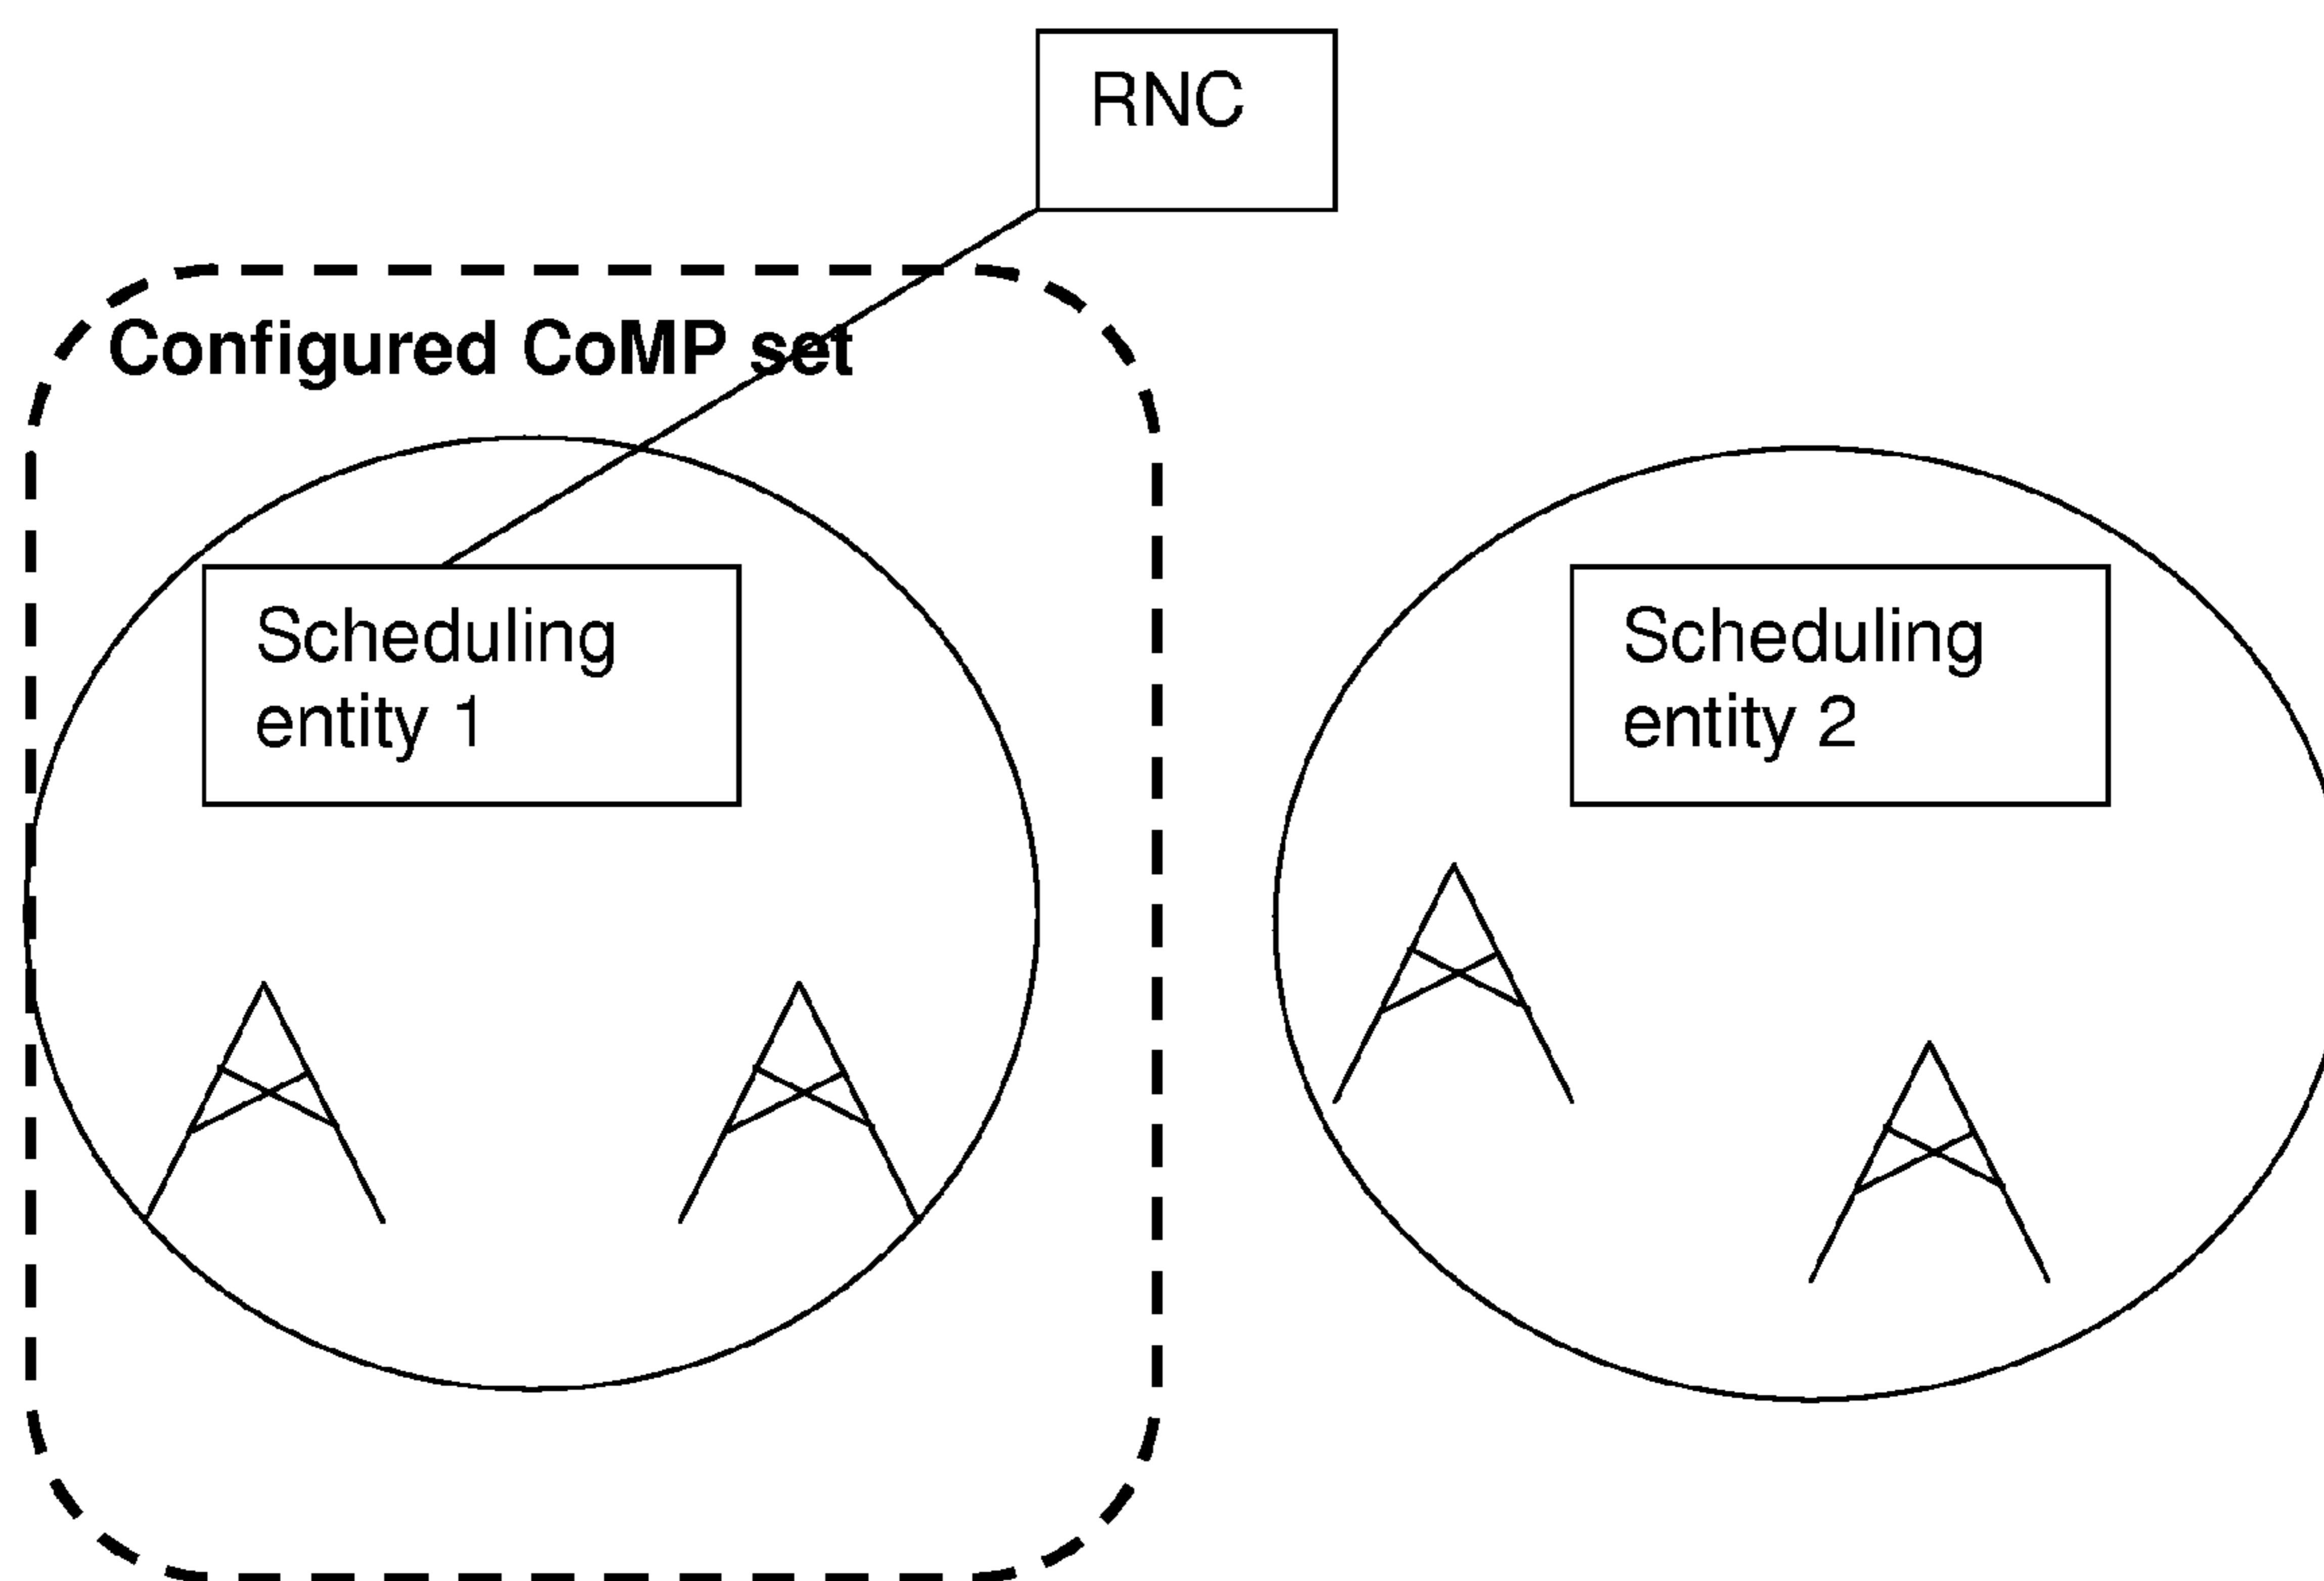 RNC
Configured CoMP set
Scheduling
entity 1
Scheduling
entity 2